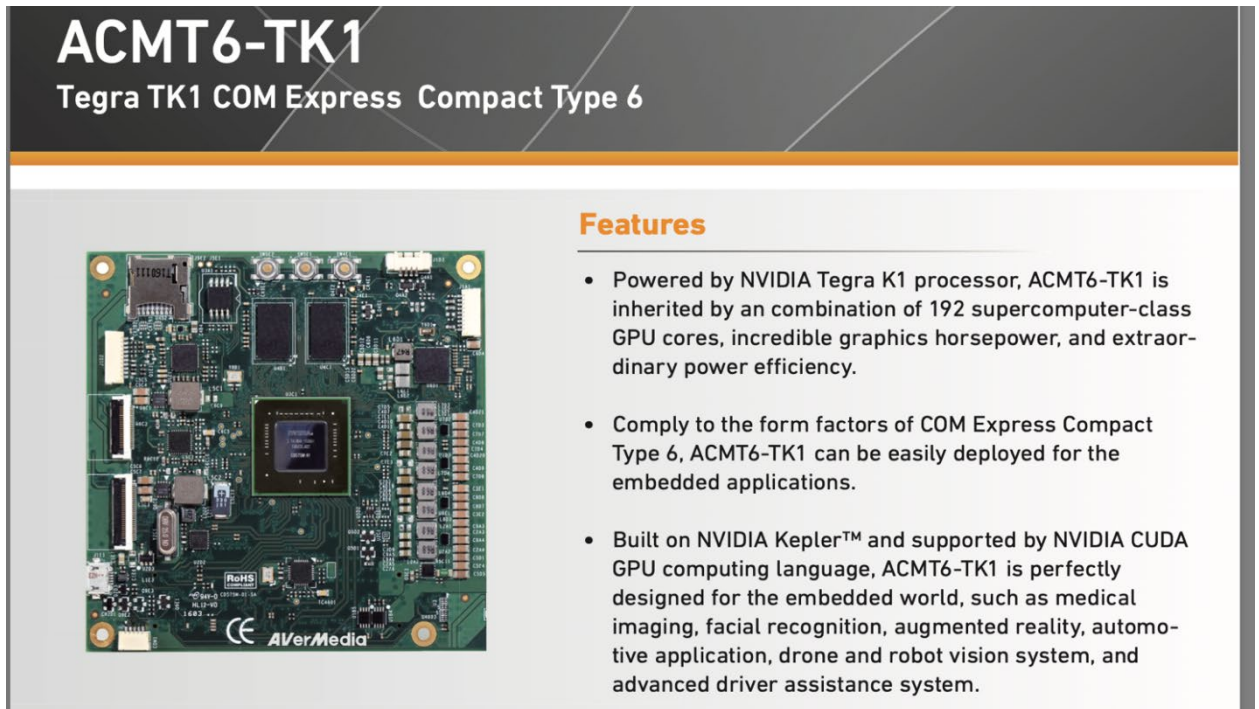 ACMT6-TK1
Tegra TK1 COM Express Compact Type 6
Features
• Powered by NVIDIA Tegra K1 processor, ACMT6-TK1 is
inherited by an combination of 192 supercomputer-class
GPU cores, incredible graphics horsepower, and extraor-
dinary power efficiency.
• Comply to the form factors of COM Express Compact
Type 6, ACMT6-TK1 can be easily deployed for the
embedded applications.
• Built on NVIDIA Kepler™ and supported by NVIDIA CUDA
GPU computing language, ACMT6-TK1 is perfectly
designed for the embedded world, such as medical
imaging, facial recognition, augmented reality, automo-
tive application, drone and robot vision system, and
advanced driver assistance system.
RoHS
COMPLIANT
94V-0
CE AVerMedia